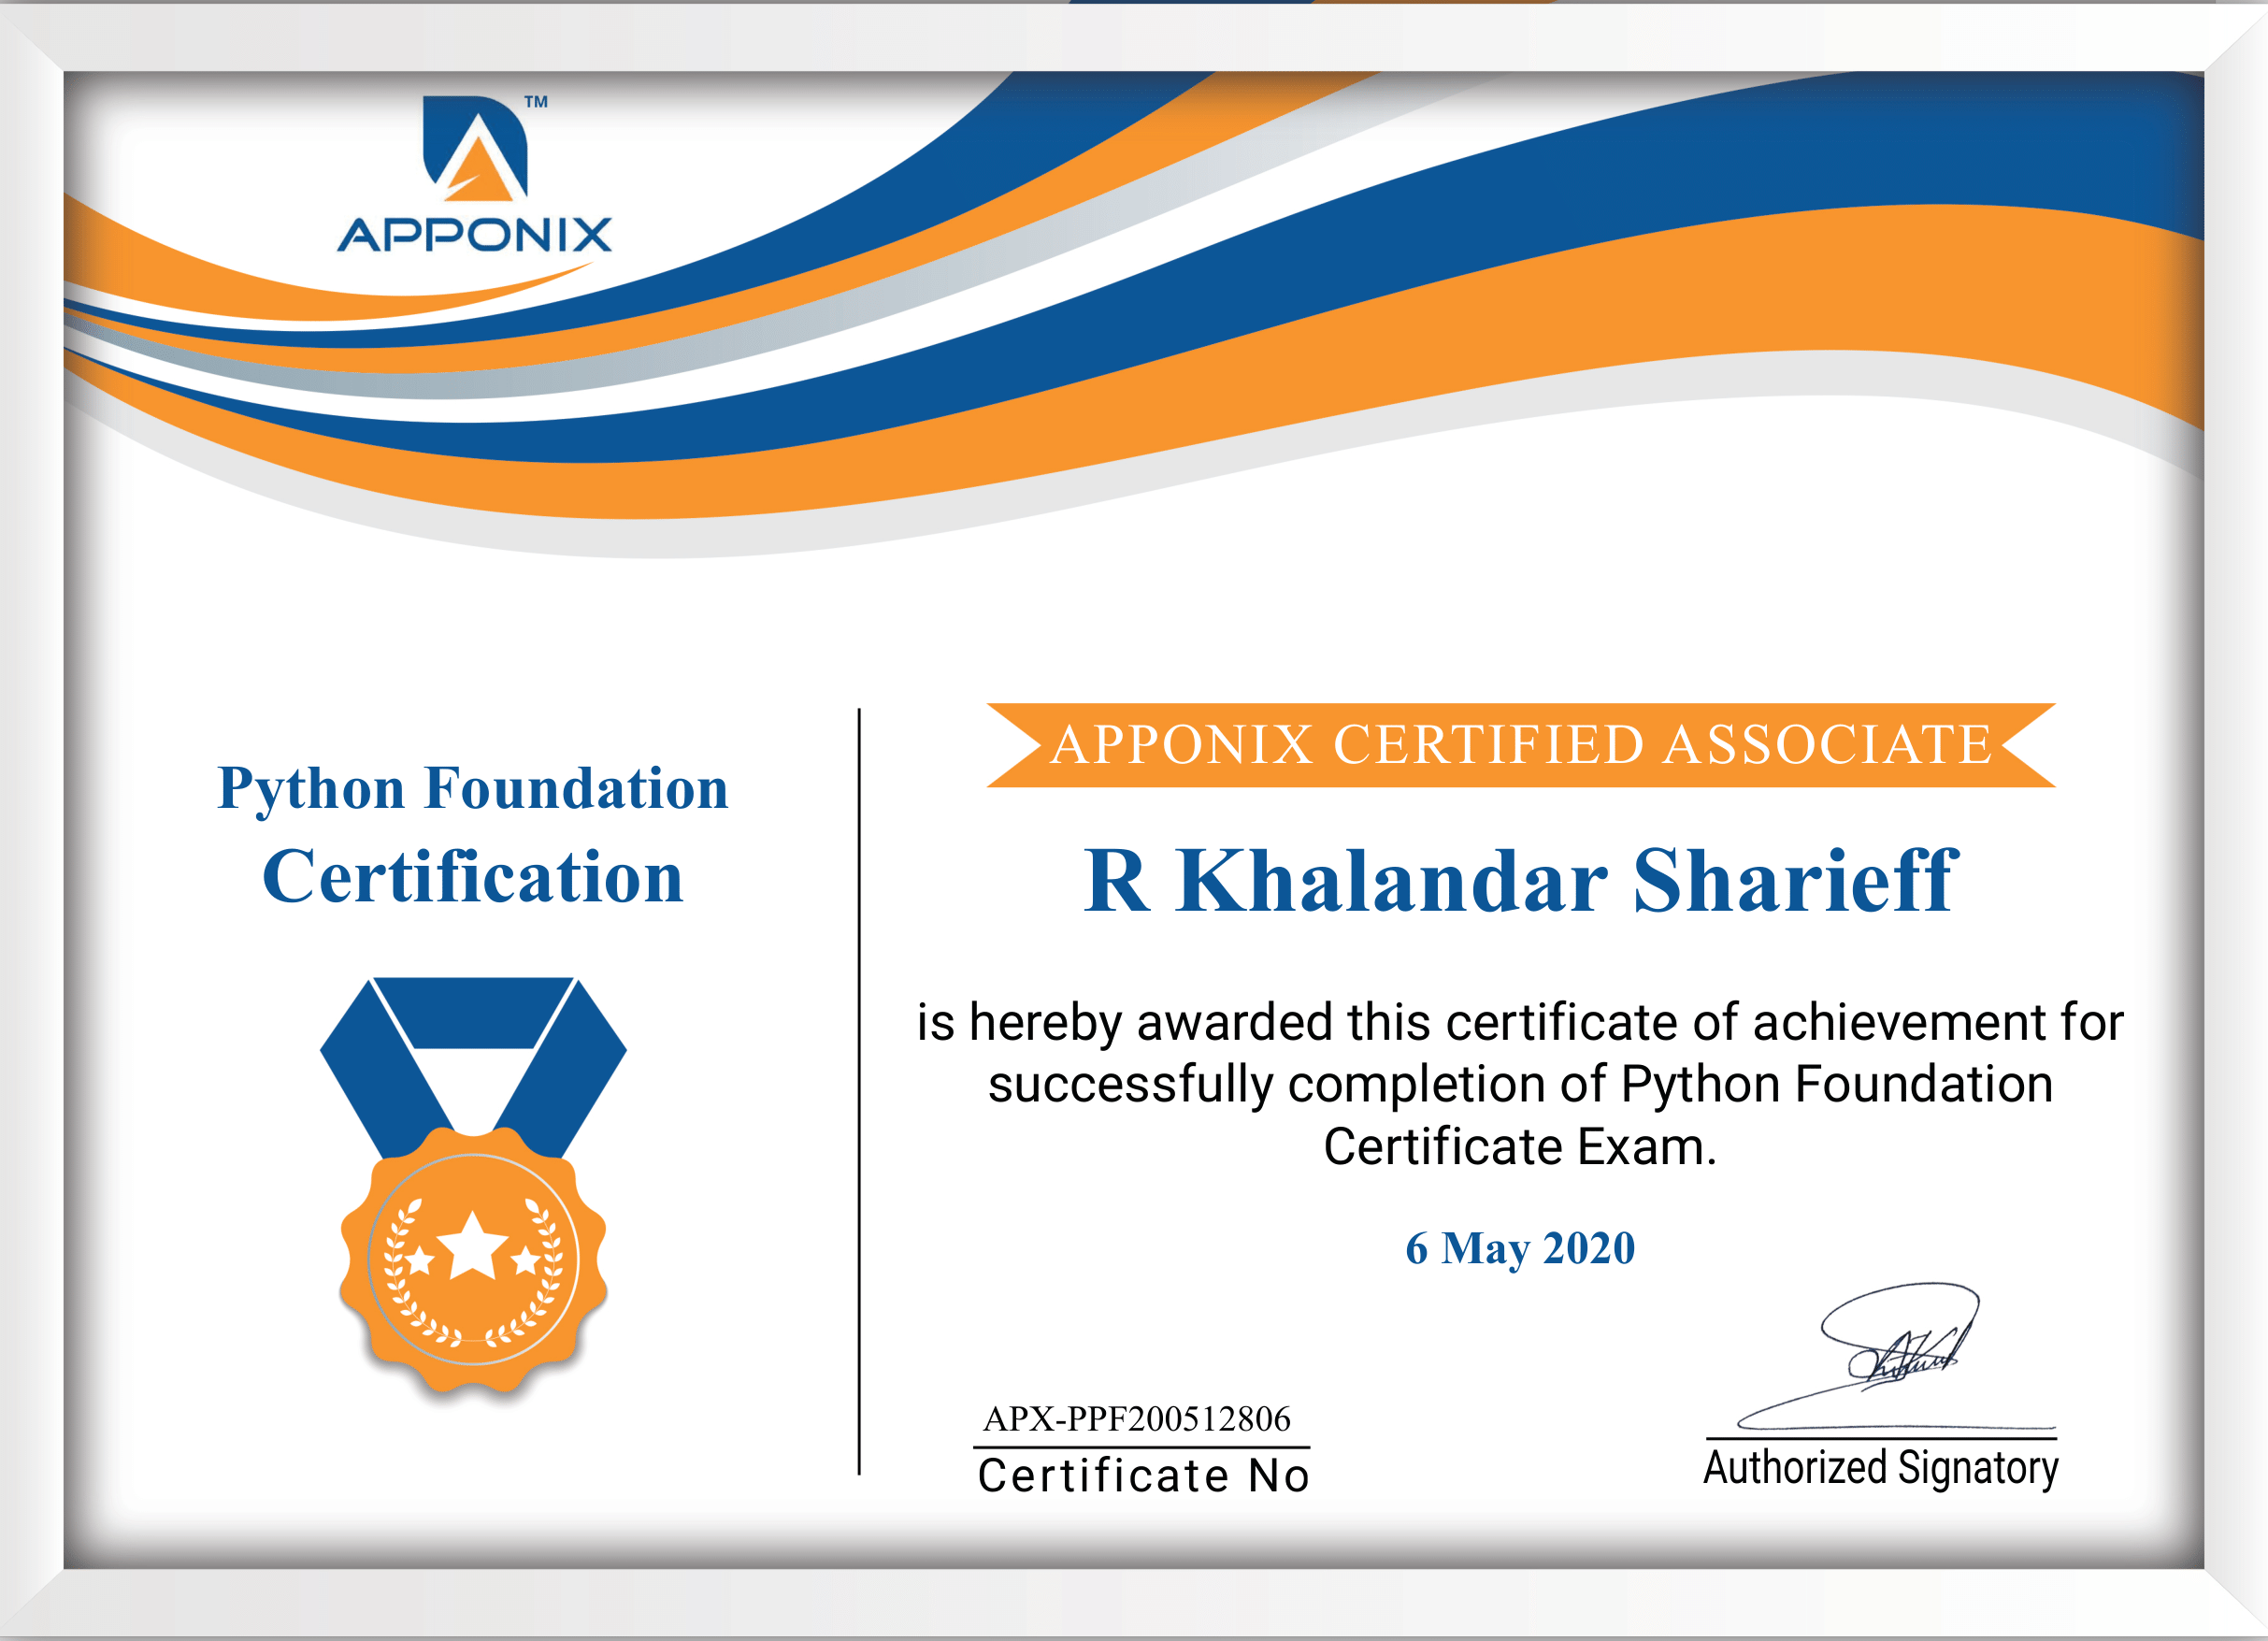 TM
APPONIX
Python Foundation
Certification
APPONIX CERTIFIED ASSOCIATE
R Khalandar Sharieff
is hereby awarded this certificate of achievement for
successfully completion of Python Foundation
Certificate Exam.
6 May 2020
APX-PPF200512806
Certificate No
Authorized Signatory